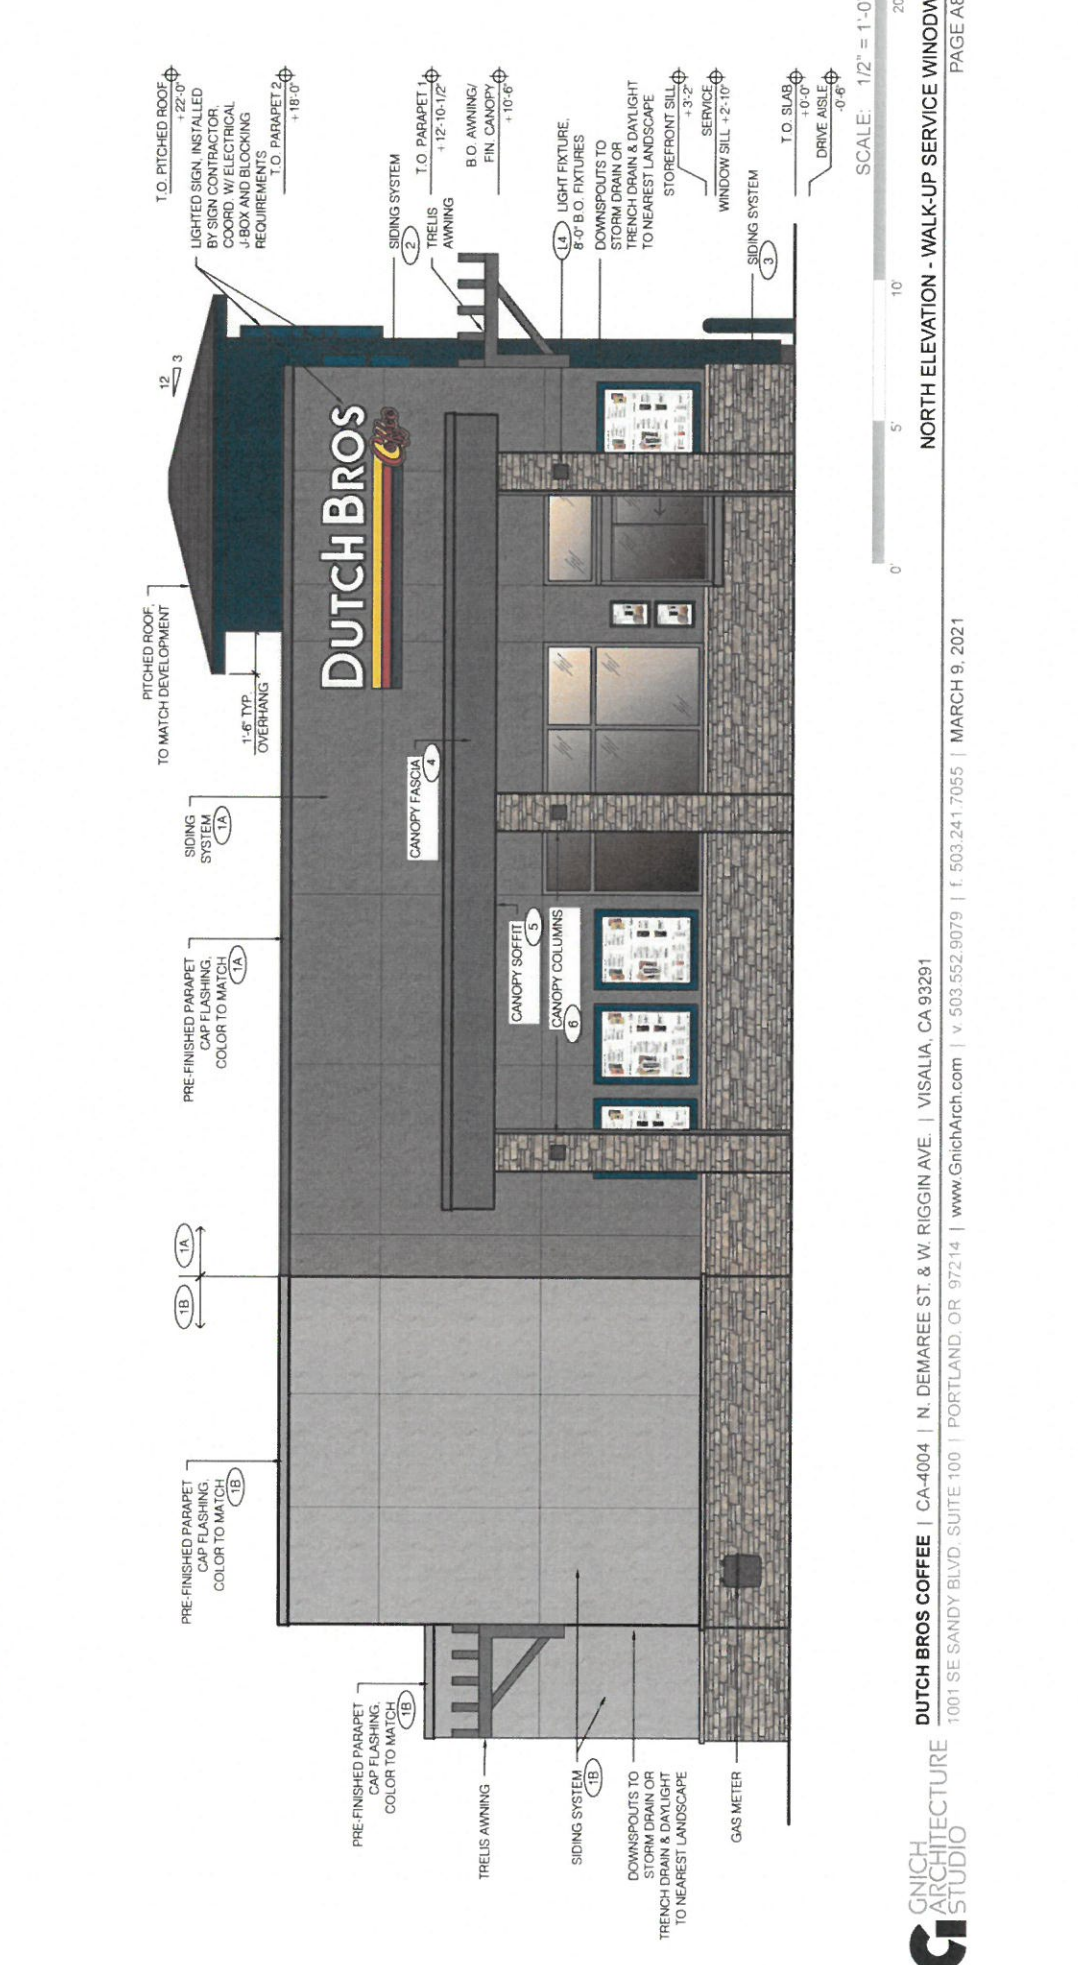 PRE-FINISHED PARAPET
CAP FLASHING,
COLOR TO MATCH
1B
PRE-FINISHED PARAPET
CAP FLASHING,
COLOR TO MATCH
1B
1B
1A
PRE-FINISHED PARAPET
CAP FLASHING,
COLOR TO MATCH
1A
SIDING
SYSTEM
1A
PITCHED ROOF,
TO MATCH DEVELOPMENT
1'-6" TYP.
OVERHANG
12
3
T.O. PITCHED ROOF
+22'-0"
LIGHTED SIGN, INSTALLED
BY SIGN CONTRACTOR.
COORD. W/ ELECTRICAL
J-BOX AND BLOCKING
REQUIREMENTS
T.O. PARAPET 2
+18'-0"
SIDING SYSTEM
2
T.O. PARAPET 1
+12'-10-1/2"
TRELIS
AWNING
B.O. AWNING/
FIN. CANOPY
+10'-6"
L4
LIGHT FIXTURE,
8'-0" B.O. FIXTURES
DOWNSPOUTS TO
STORM DRAIN OR
TRENCH DRAIN & DAYLIGHT
TO NEAREST LANDSCAPE
STOREFRONT SILL
+3'-2"
SERVICE
WINDOW SILL +2'-10"
SIDING SYSTEM
3
T.O. SLAB
+0'-0"
DRIVE AISLE
-0'-6"
DUTCH BROS
CANOPY FASCIA
4
CANOPY SOFFIT
5
CANOPY COLUMNS
6
TRELIS AWNING
SIDING SYSTEM
1B
DOWNSPOUTS TO
STORM DRAIN OR
TRENCH DRAIN & DAYLIGHT
TO NEAREST LANDSCAPE
GAS METER
SCALE: 1/2" = 1'-0
0'
5'
10'
20
GNICH
ARCHITECTURE
STUDIO
DUTCH BROS COFFEE | CA-4004 | N. DEMAREE ST. & W. RIGGIN AVE. | VISALIA, CA 93291
NORTH ELEVATION - WALK-UP SERVICE WINODW
1001 SE SANDY BLVD, SUITE 100 | PORTLAND, OR 97214 | www.GnichArch.com | v. 503.552.9079 | f. 503.241.7055 | MARCH 9, 2021
PAGE A8